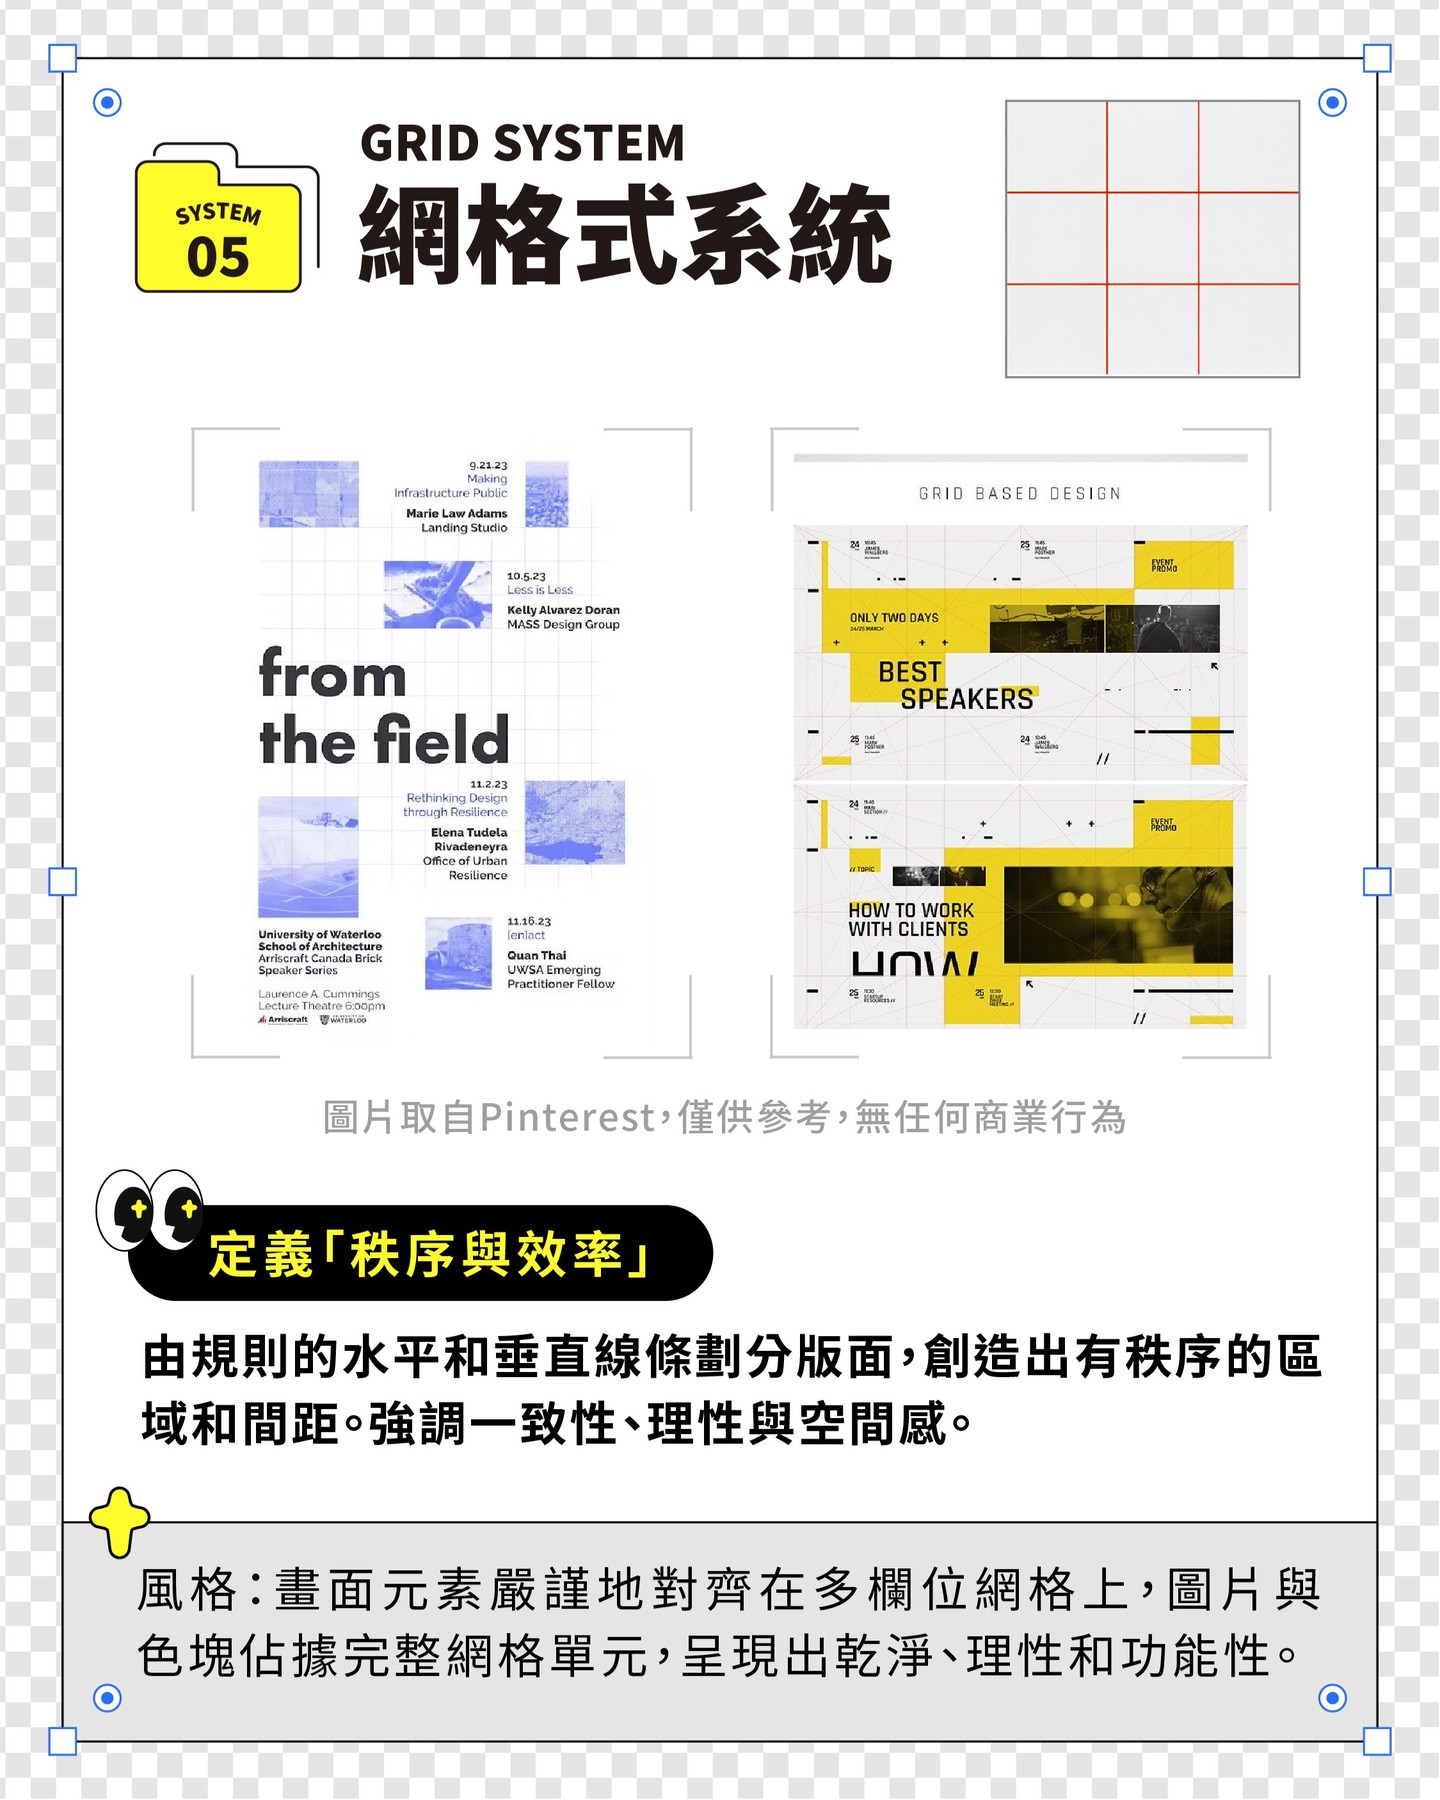 SYSTEM
05
GRID SYSTEM
網格式系統
9.21.23
Making
Infrastructure Public
Marie Law Adams
Landing Studio
10.5.23
Less is Less
Kelly Alvarez Doran
MASS Design Group
from
the field
11.2.23
Rethinking Design
through Resilience
Elena Tudela
Rivadeneyra
Office of Urban
Resilience
11.16.23
[en]act
Quan Thai
UWSA Emerging
Practitioner Fellow
University of Waterloo
School of Architecture
Arriscraft Canada Brick
Speaker Series
Laurence A. Cummings
Lecture Theatre 6:00pm
Arriscraft
WATERLOO
GRID BASED DESIGN
24
25
EVENT
PROMO
ONLY TWO DAYS
24/25 MARCH
BEST
SPEAKERS
25
24
//
24
EVENT
PROMO
// TOPIC
HOW TO WORK
WITH CLIENTS
HOW
25
25
//
圖片取自Pinterest，僅供參考，無任何商業行為
定義「秩序與效率」
由規則的水平和垂直線條劃分版面，創造出有秩序的區
域和間距。強調一致性、理性與空間感。
風格：畫面元素嚴謹地對齊在多欄位網格上，圖片與
色塊佔據完整網格單元，呈現出乾淨、理性和功能性。